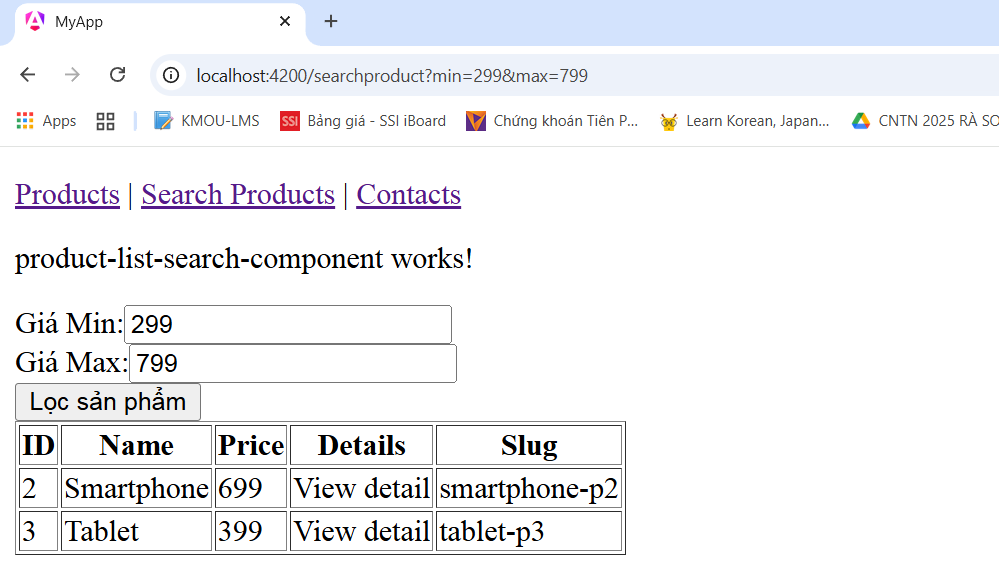 MyApp
localhost:4200/searchproduct?min=299&max=799
Apps KMOU-LMS SSI Bảng giá - SSI iBoard Chứng khoán Tiên P... Learn Korean, Japan... CNTN 2025 RÀ SO
Products | Search Products | Contacts
product-list-search-component works!
Giá Min: 299
Giá Max: 799
Lọc sản phẩm
ID Name Price Details Slug
2 Smartphone 699 View detail smartphone-p2
3 Tablet 399 View detail tablet-p3